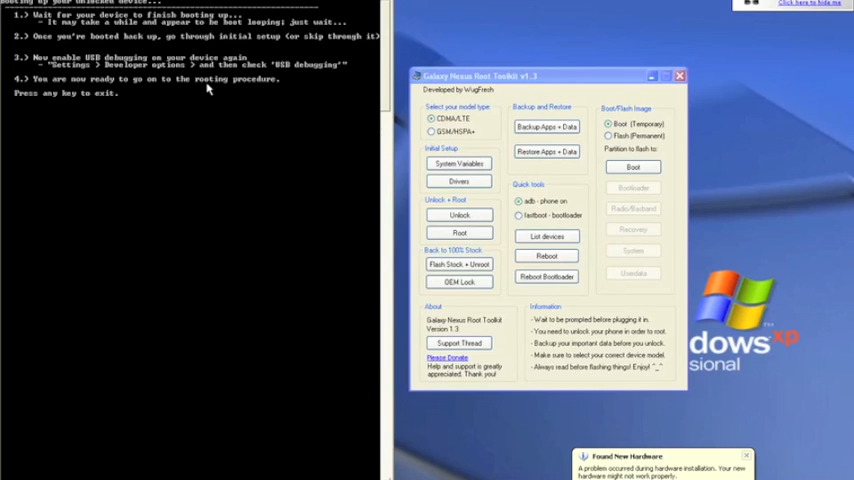 Booting up your unlocked device...
1.) Wait for your device to finish booting up...
- It may take a while and appear to be boot looping; just wait...
2.) Once you're booted back up, go through initial setup (or skip through it)
3.) Now enable USB debugging on your device again
- "Settings > Developer options > and then check 'USB debugging'"
4.) You are now ready to go on to the rooting procedure.
Press any key to exit.
Click here to hide me
Galaxy Nexus Root Toolkit v1.3
Developed by WugFresh
Select your model type:
CDMA/LTE
GSM/HSPA+
Initial Setup
System Variables
Drivers
Unlock + Root
Unlock
Root
Back to 100% Stock
Flash Stock + Unroot
OEM Lock
About
Galaxy Nexus Root Toolkit
Version 1.3
Support Thread
Please Donate
Help and support is greatly
appreciated. Thank you!
Backup and Restore
Backup Apps + Data
Restore Apps + Data
Quick tools
adb - phone on
fastboot - bootloader
List devices
Reboot
Reboot Bootloader
Boot/Flash Image
Boot (Temporary)
Flash (Permanent)
Partition to flash to:
Boot
Bootloader
Radio/Baseband
Recovery
System
Userdata
Information
- Wait to be prompted before plugging it in.
- You need to unlock your phone in order to root.
- Backup your important data before you unlock.
- Make sure to select your correct device model.
- Always read before flashing things! Enjoy! ^_^
ndows xp
sional
Found New Hardware
A problem occurred during hardware installation. Your new
hardware might not work properly.